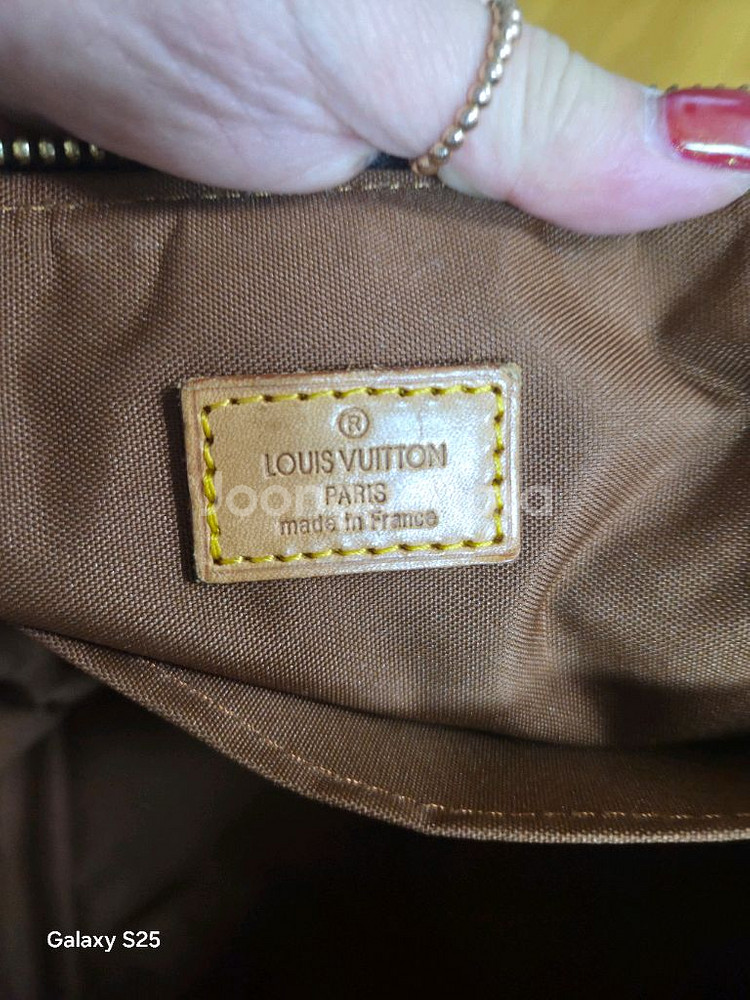 ®
LOUIS VUITTON
PARIS
made in France
Galaxy S25